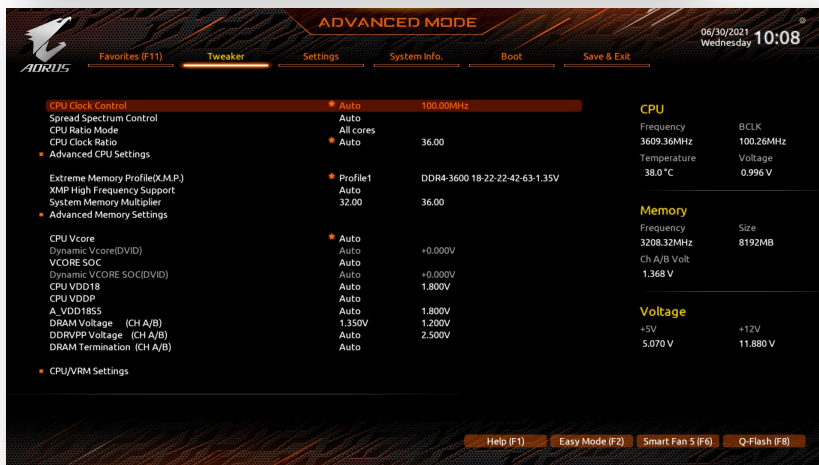 ADVANCED MODE
06/30/2021 Wednesday 10:08
AORUS
Favorites (F11) Tweaker Settings System Info. Boot Save & Exit
CPU Clock Control Auto 100.00MHz
Spread Spectrum Control Auto
CPU Ratio Mode All cores
CPU Clock Ratio Auto 36.00
Advanced CPU Settings
Extreme Memory Profile(X.M.P.) Profile1 DDR4-3600 18-22-22-42-63-1.35V
XMP High Frequency Support Auto
System Memory Multiplier 32.00 36.00
Advanced Memory Settings
CPU Vcore Auto
Dynamic Vcore(DVID) Auto +0.000V
VCORE SOC Auto
Dynamic VCORE SOC(DVID) Auto +0.000V
CPU VDD18 Auto 1.800V
CPU VDDP Auto
A_VDD18S5 Auto 1.800V
DRAM Voltage (CH A/B) 1.350V 1.200V
DDRVPP Voltage (CH A/B) Auto 2.500V
DRAM Termination (CH A/B) Auto
CPU/VRM Settings
CPU
Frequency BCLK
3609.36MHz 100.26MHz
Temperature Voltage
38.0 °C 0.996 V
Memory
Frequency Size
3208.32MHz 8192MB
Ch A/B Volt
1.368 V
Voltage
+5V +12V
5.070 V 11.880 V
Help (F1) Easy Mode (F2) Smart Fan 5 (F6) Q-Flash (F8)